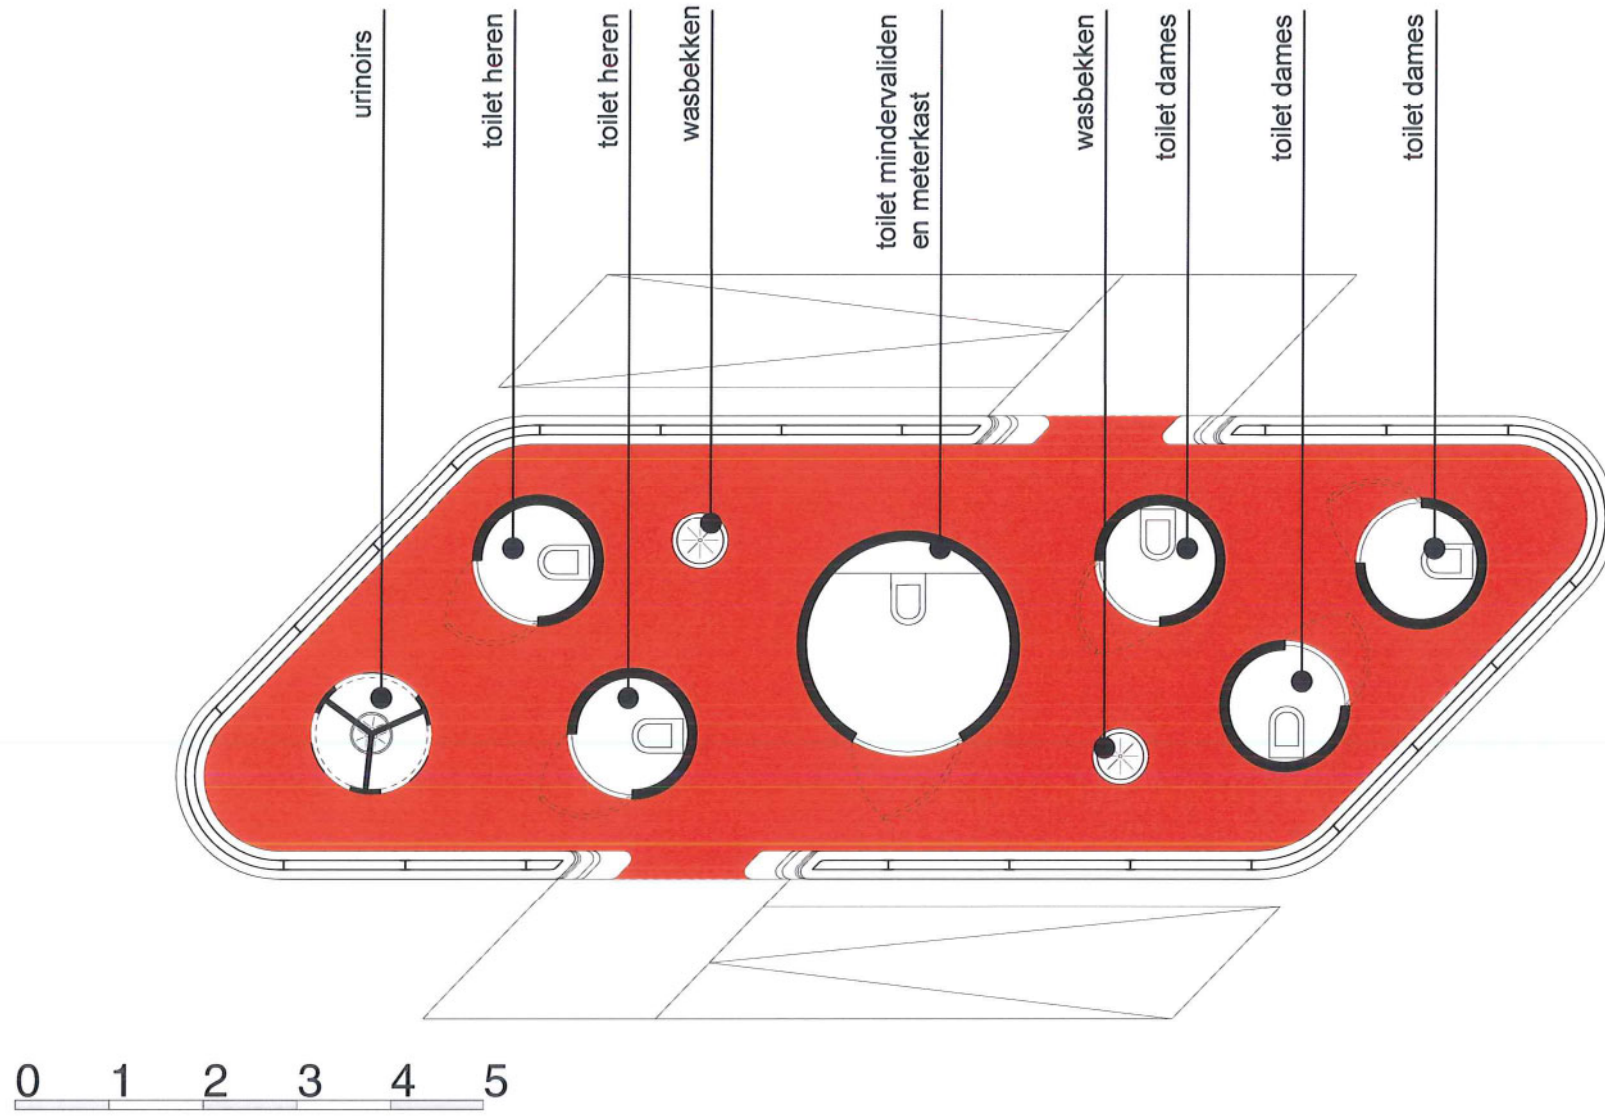 urinoirs
toilet heren
toilet heren
wasbekken
toilet mindervaliden
en meterkast
wasbekken
toilet dames
toilet dames
toilet dames
0 1 2 3 4 5